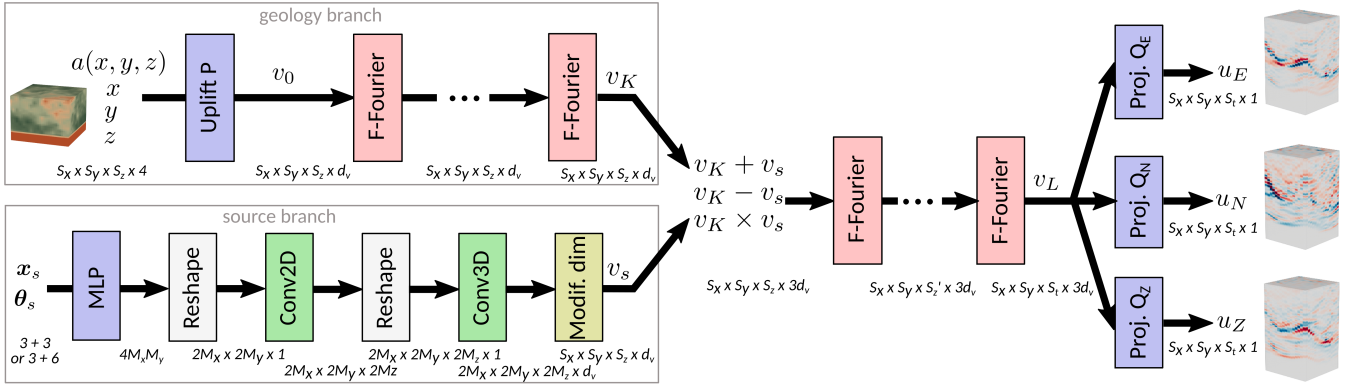 geology branch
a(x, y, z)
x
y
z
Uplift P
v_0
F-Fourier
F-Fourier
v_K
S_x x S_y x S_z x 4
S_x x S_y x S_z x d_v
S_x x S_y x S_z x d_v
S_x x S_y x S_z x d_v
source branch
x_s
θ_s
3 + 3
or 3 + 6
MLP
Reshape
Conv2D
Reshape
Conv3D
Modif. dim
v_s
4M_xM_y
2M_x x 2M_y x 1
2M_x x 2M_y x 2Mz
2M_x x 2M_y x 2M_z x 1
2M_x x 2M_y x 2M_z x d_v
S_x x S_y x S_z x d_v
v_K + v_s
v_K − v_s
v_K × v_s
S_x x S_y x S_z x 3d_v
F-Fourier
F-Fourier
S_x x S_y x S_z' x 3d_v
v_L
S_x x S_y x S_t x 3d_v
Proj. Q_E
u_E
S_x x S_y x S_t x 1
Proj. Q_N
u_N
S_x x S_y x S_t x 1
Proj. Q_Z
u_Z
S_x x S_y x S_t x 1